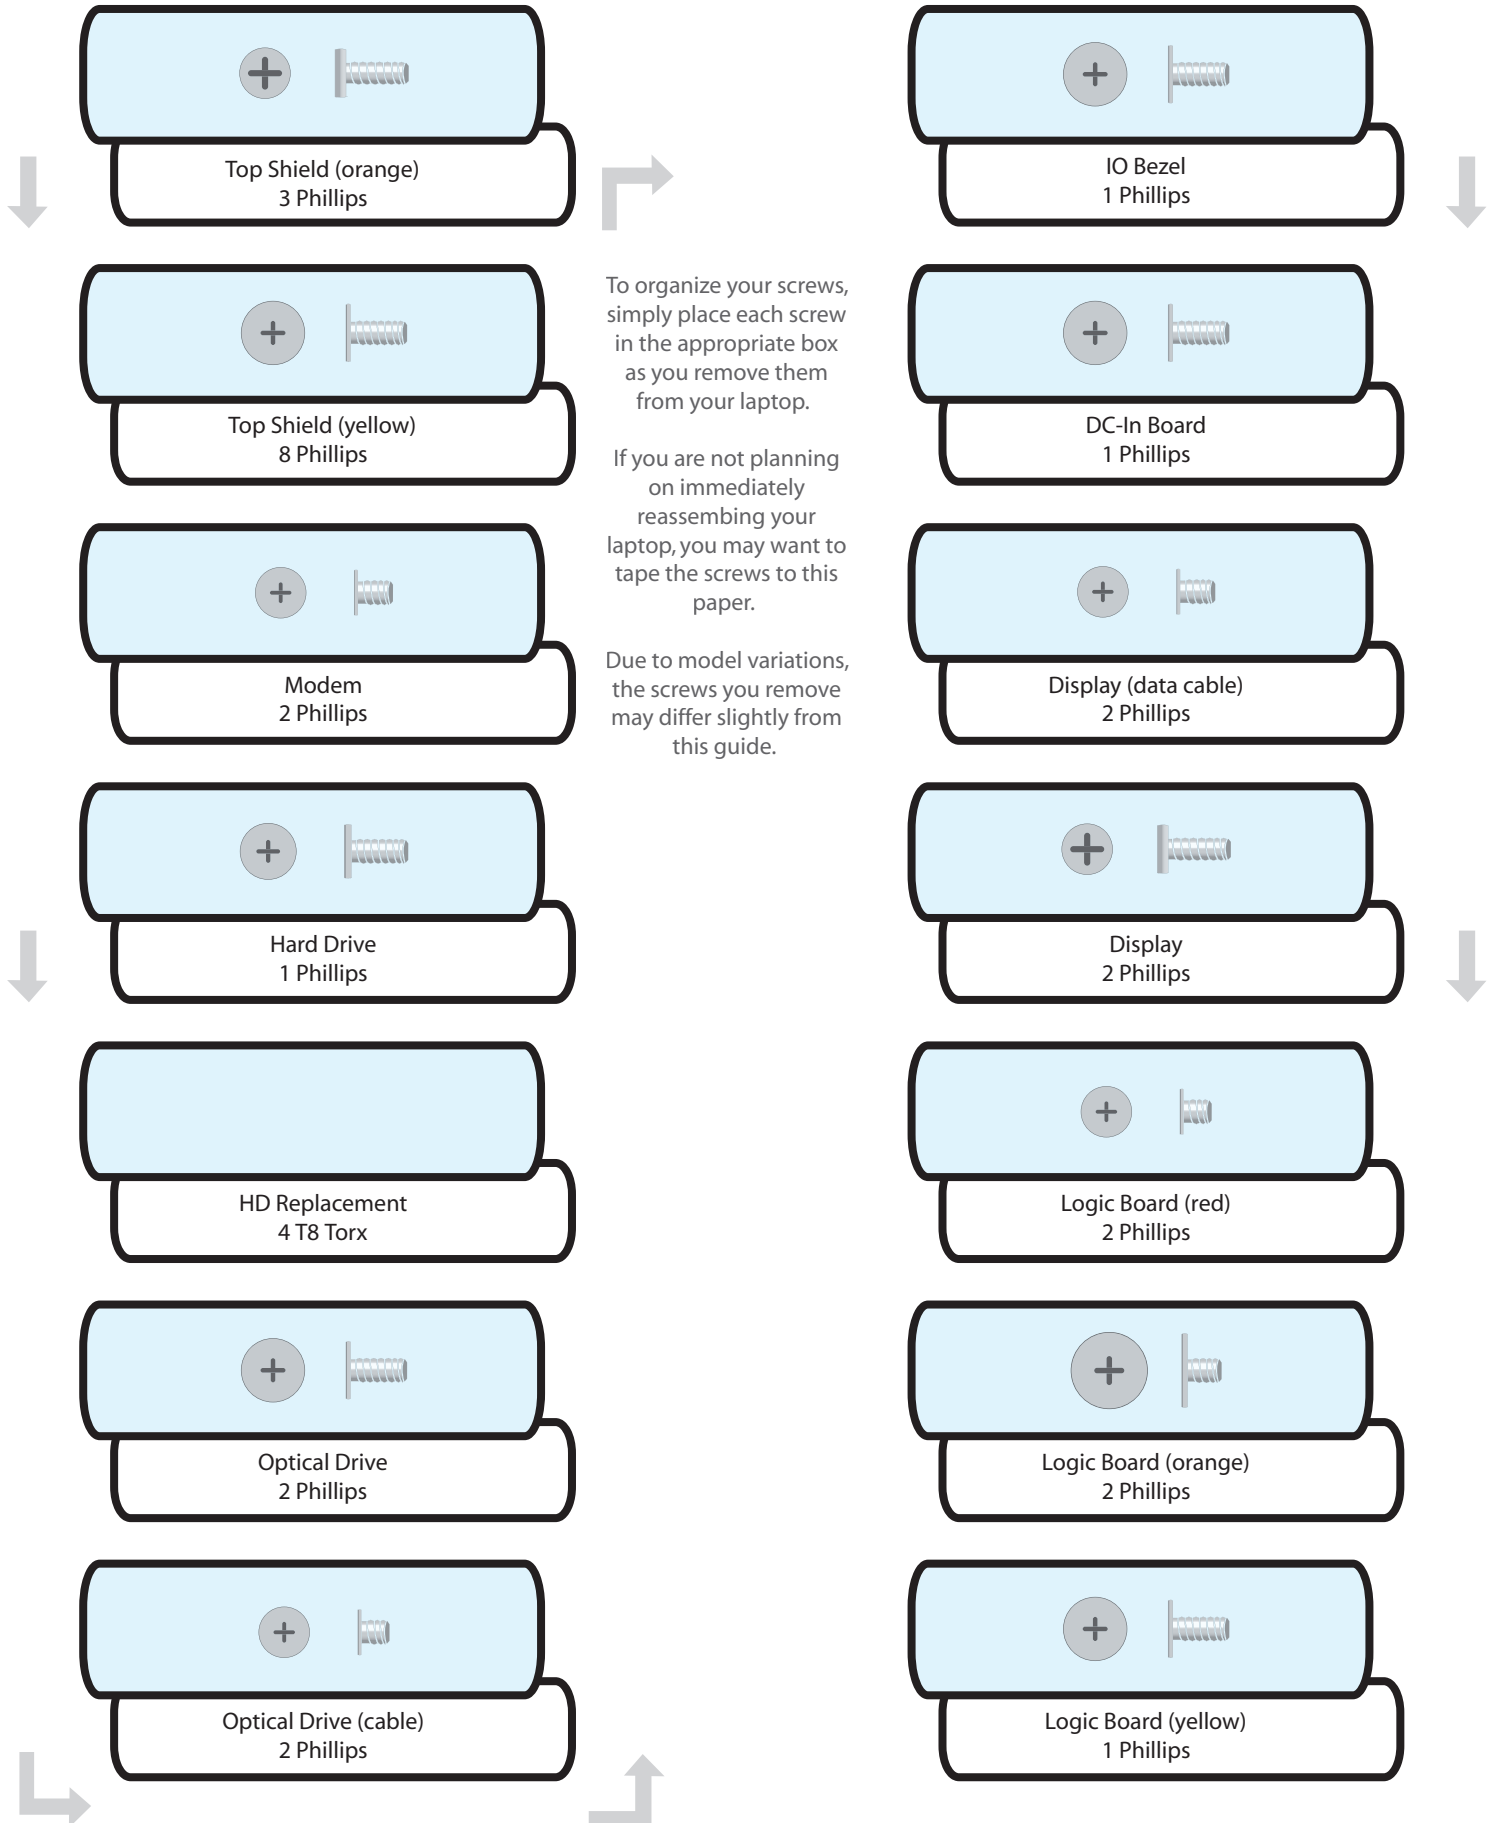 Top Shield (orange)
3 Phillips
Top Shield (yellow)
8 Phillips
Modem
2 Phillips
Hard Drive
1 Phillips
HD Replacement
4 T8 Torx
Optical Drive
2 Phillips
Optical Drive (cable)
2 Phillips
To organize your screws,
simply place each screw
in the appropriate box
as you remove them
from your laptop.
If you are not planning
on immediately
reassembing your
laptop, you may want to
tape the screws to this
paper.
Due to model variations,
the screws you remove
may differ slightly from
this guide.
IO Bezel
1 Phillips
DC-In Board
1 Phillips
Display (data cable)
2 Phillips
Display
2 Phillips
Logic Board (red)
2 Phillips
Logic Board (orange)
2 Phillips
Logic Board (yellow)
1 Phillips